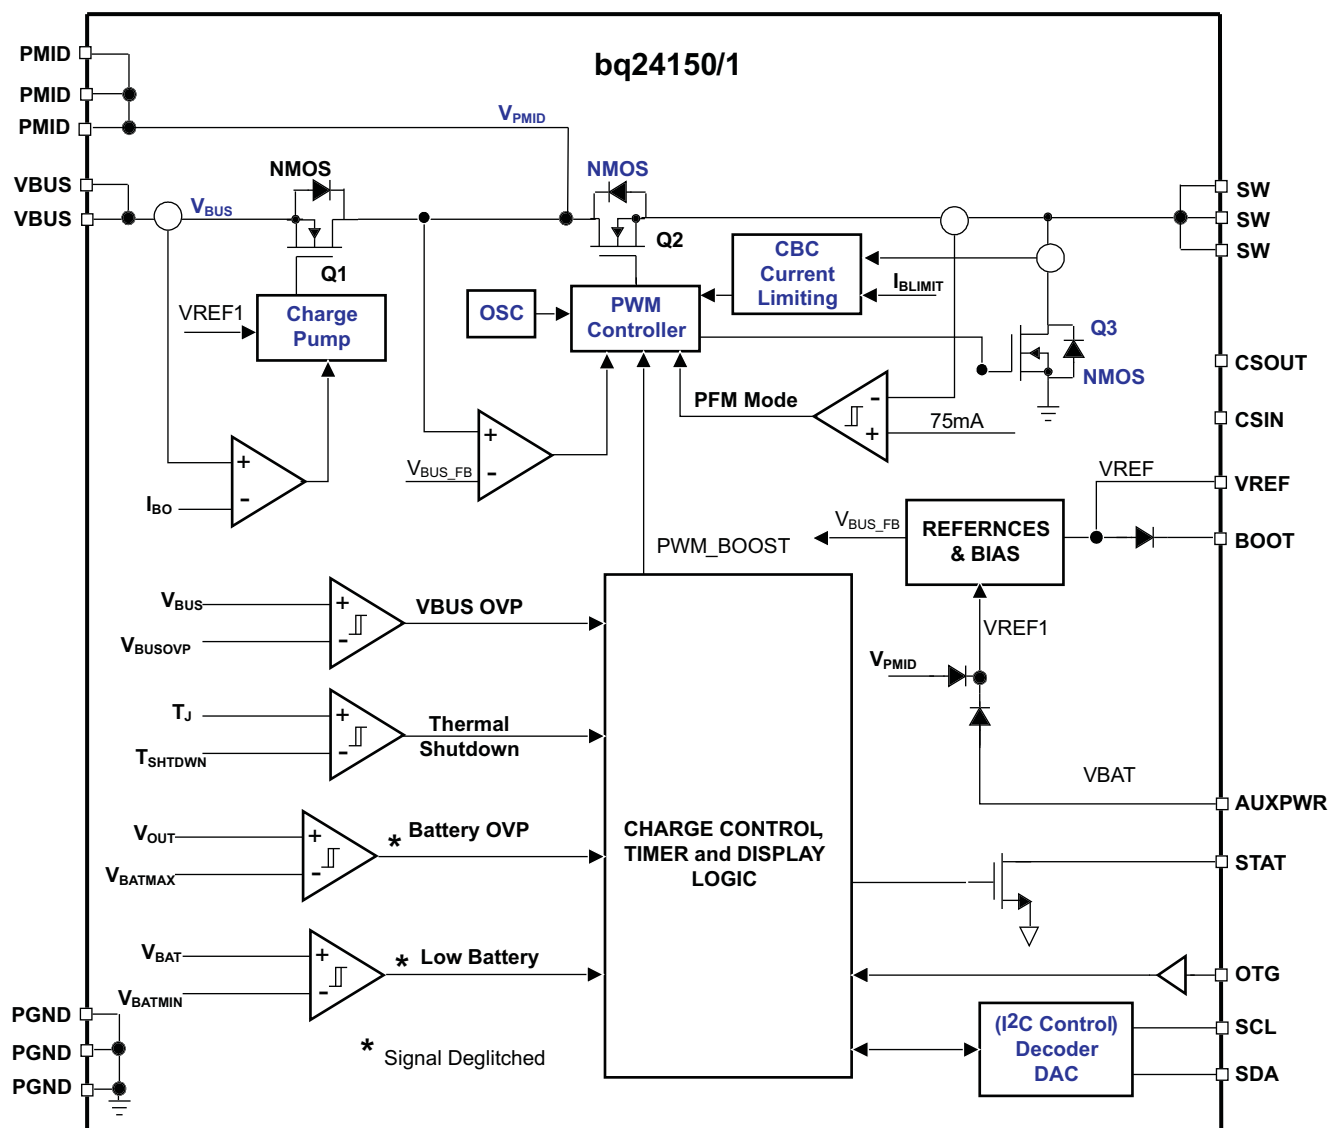 bq24150/1
PMID
PMID
PMID
VBUS
VBUS
VPMID
VBUS
NMOS
Q1
NMOS
Q2
SW
SW
SW
CBC
Current
Limiting
IBLIMIT
VREF1
Charge
Pump
OSC
PWM
Controller
Q3
NMOS
CSOUT
CSIN
PFM Mode
-
+
75mA
+
-
IBO
+
-
VBUS_FB
VREF
VREF
BOOT
VBUS_FB
REFERNCES
& BIAS
PWM_BOOST
VREF1
VPMID
VBAT
AUXPWR
VBUS
VBUSOVP
+
-
VBUS OVP
TJ
TSHTDWN
+
-
Thermal
Shutdown
VOUT
VBATMAX
+
-
* Battery OVP
VBAT
VBATMIN
+
-
* Low Battery
CHARGE CONTROL,
TIMER and DISPLAY
LOGIC
STAT
OTG
(I2C Control)
Decoder
DAC
SCL
SDA
PGND
PGND
PGND
* Signal Deglitched